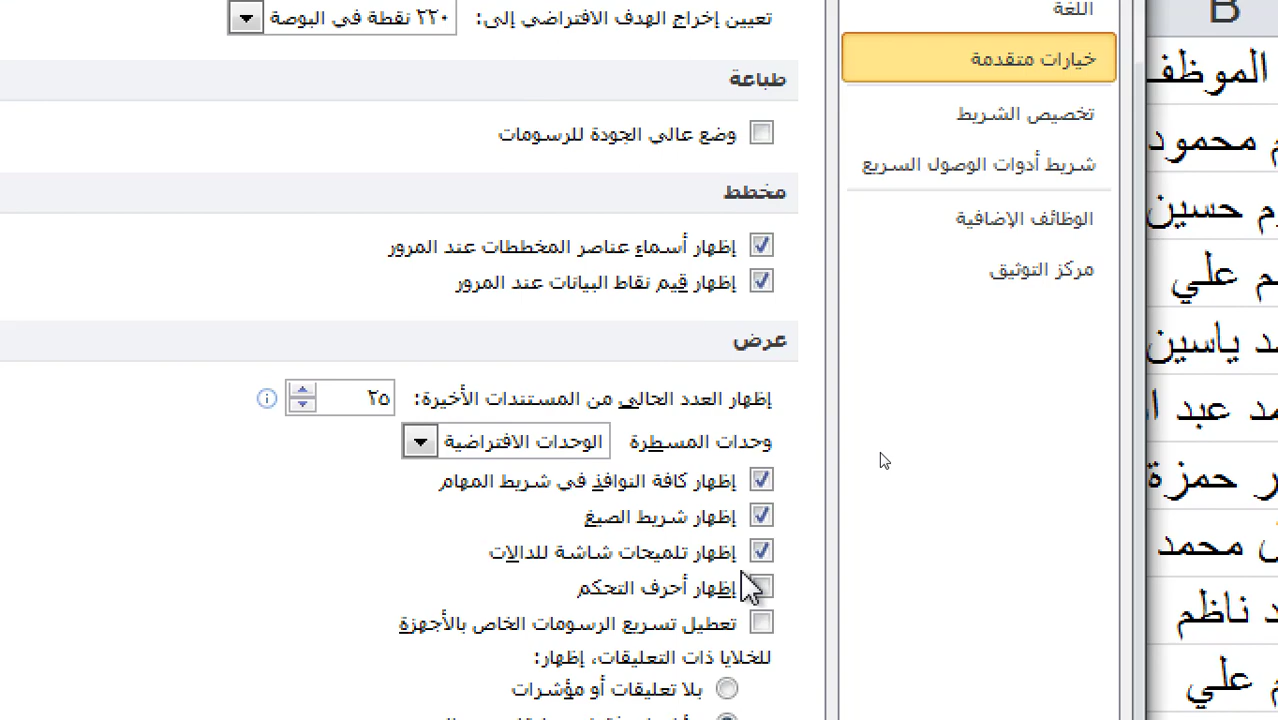 B
الموظف
محمود
حسين
علي
ياسين
عبد
حمزة
محمد
ناظم
علي
اللغة
خيارات متقدمة
تخصيص الشريط
شريط أدوات الوصول السريع
الوظائف الإضافية
مركز التوثيق
تعيين إخراج الهدف الافتراضي إلى: ٢٢٠ نقطة في البوصة
طباعة
وضع عالي الجودة للرسومات
مخطط
إظهار أسماء عناصر المخططات عند المرور
إظهار قيم نقاط البيانات عند المرور
عرض
إظهار العدد الحالي من المستندات الأخيرة: ٢٥
وحدات المسطرة الوحدات الافتراضية
إظهار كافة النوافذ في شريط المهام
إظهار شريط الصيغ
إظهار تلميحات شاشة للدالات
إظهار أحرف التحكم
تعطيل تسريع الرسومات الخاص بالأجهزة
للخلايا ذات التعليقات، إظهار:
بلا تعليقات أو مؤشرات